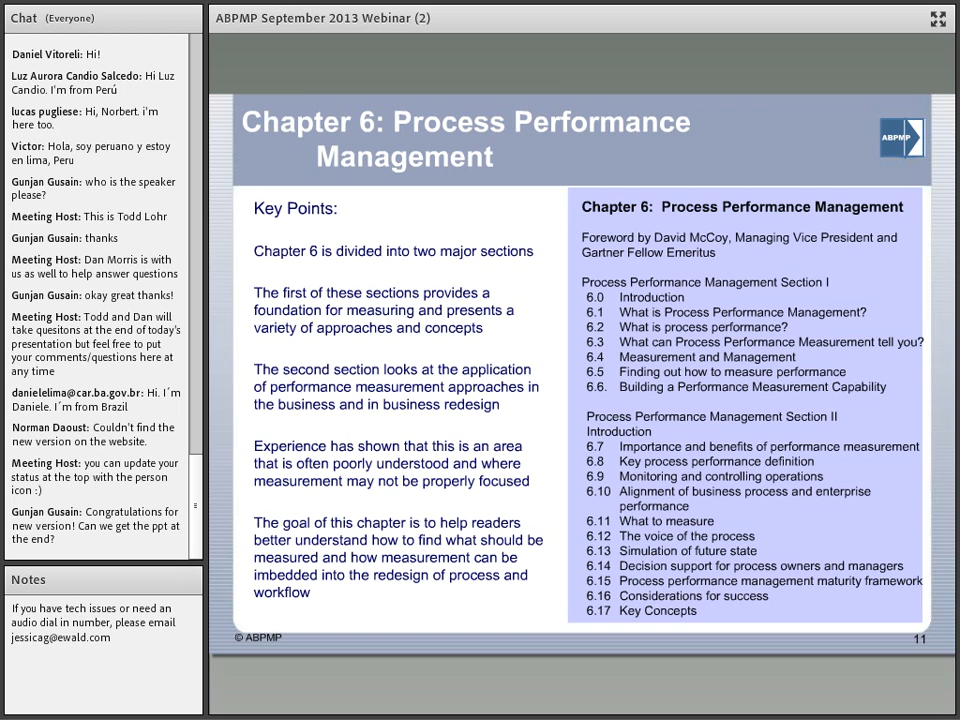 Chat (Everyone)
Daniel Vitoreli: Hi!
Luz Aurora Candio Salcedo: Hi Luz
Candio. I'm from Perú
lucas pugliese: Hi, Norbert. i'm
here too.
Victor: Hola, soy peruano y estoy
en lima, Peru
Gunjan Gusain: who is the speaker
please?
Meeting Host: This is Todd Lohr
Gunjan Gusain: thanks
Meeting Host: Dan Morris is with
us as well to help answer questions
Gunjan Gusain: okay great thanks!
Meeting Host: Todd and Dan will
take quesitons at the end of today's
presentation but feel free to put
your comments/questions here at
any time
danielelima@car.ba.gov.br: Hi. I´m
Daniele. I´m from Brazil
Norman Daoust: Couldn't find the
new version on the website.
Meeting Host: you can update your
status at the top with the person
icon :)
Gunjan Gusain: Congratulations for
new version! Can we get the ppt at
the end?
Notes
If you have tech issues or need an
audio dial in number, please email
jessicag@ewald.com
ABPMP September 2013 Webinar (2)
Chapter 6: Process Performance
Management
ABPMP
Key Points:
Chapter 6 is divided into two major sections
The first of these sections provides a
foundation for measuring and presents a
variety of approaches and concepts
The second section looks at the application
of performance measurement approaches in
the business and in business redesign
Experience has shown that this is an area
that is often poorly understood and where
measurement may not be properly focused
The goal of this chapter is to help readers
better understand how to find what should be
measured and how measurement can be
imbedded into the redesign of process and
workflow
Chapter 6: Process Performance Management
Foreword by David McCoy, Managing Vice President and
Gartner Fellow Emeritus
Process Performance Management Section I
6.0 Introduction
6.1 What is Process Performance Management?
6.2 What is process performance?
6.3 What can Process Performance Measurement tell you?
6.4 Measurement and Management
6.5 Finding out how to measure performance
6.6. Building a Performance Measurement Capability
Process Performance Management Section II
Introduction
6.7 Importance and benefits of performance measurement
6.8 Key process performance definition
6.9 Monitoring and controlling operations
6.10 Alignment of business process and enterprise
performance
6.11 What to measure
6.12 The voice of the process
6.13 Simulation of future state
6.14 Decision support for process owners and managers
6.15 Process performance management maturity framework
6.16 Considerations for success
6.17 Key Concepts
© ABPMP
11